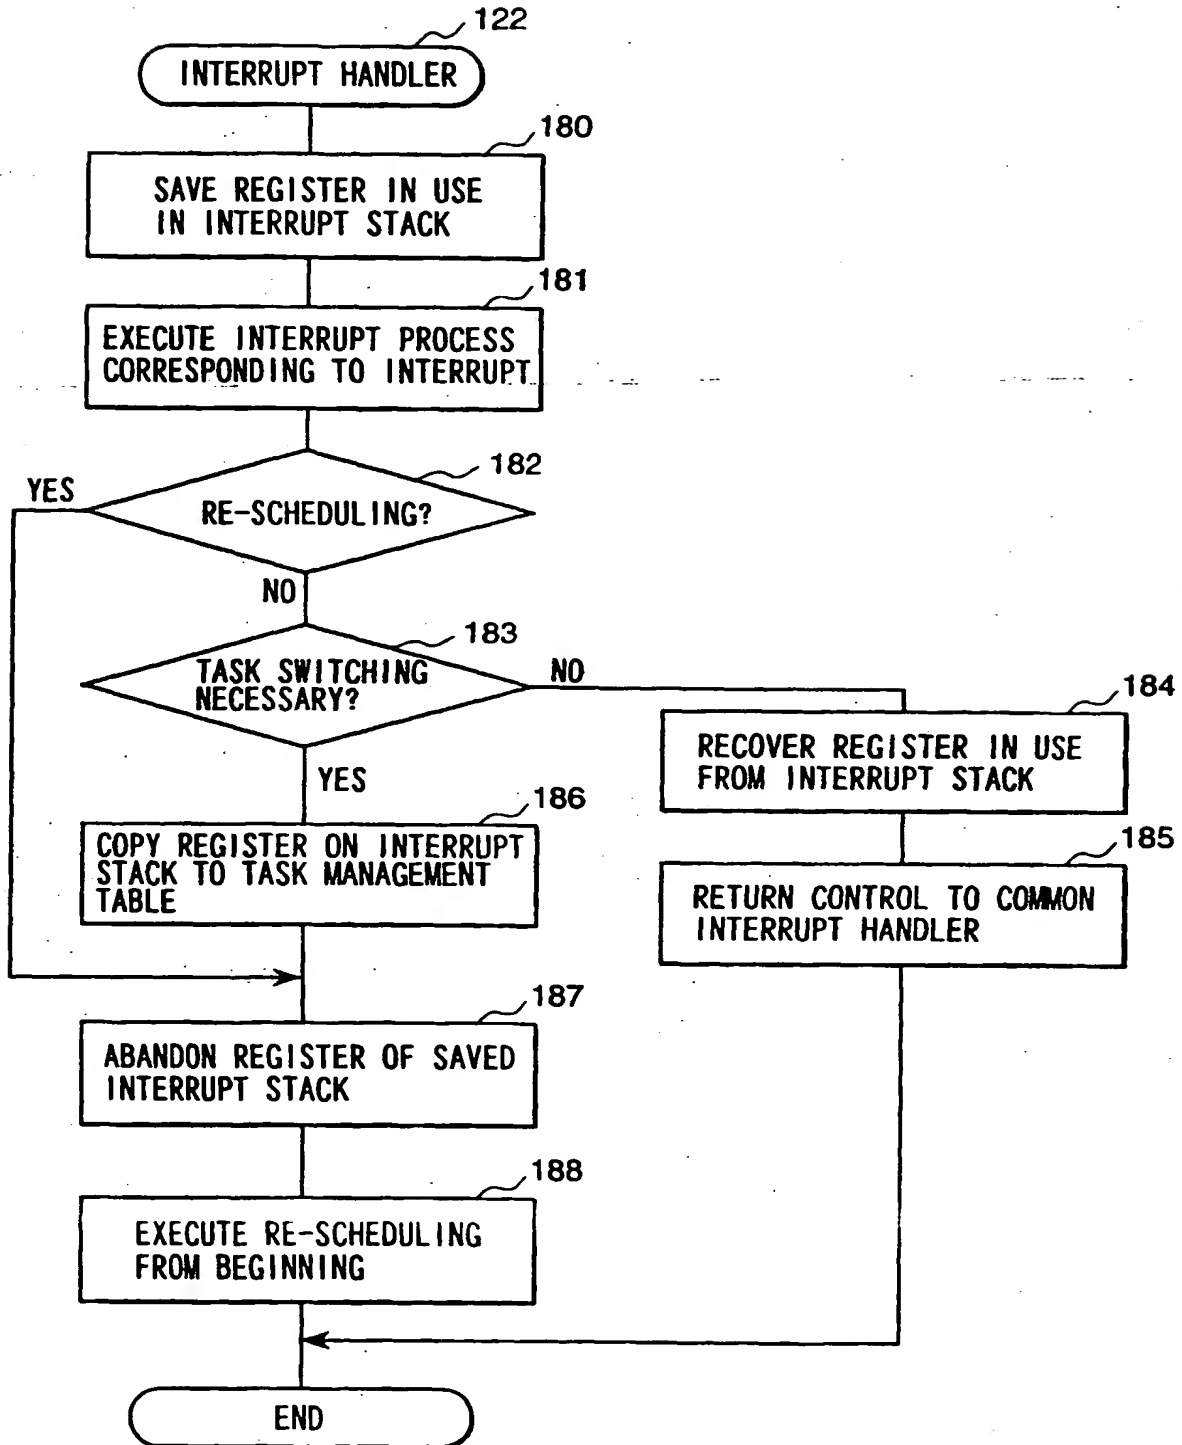 122
INTERRUPT HANDLER
180
SAVE REGISTER IN USE
IN INTERRUPT STACK
181
EXECUTE INTERRUPT PROCESS
CORRESPONDING TO INTERRUPT
182
YES
RE-SCHEDULING?
NO
183
TASK SWITCHING
NECESSARY?
NO
184
RECOVER REGISTER IN USE
FROM INTERRUPT STACK
YES
186
COPY REGISTER ON INTERRUPT
STACK TO TASK MANAGEMENT
TABLE
185
RETURN CONTROL TO COMMON
INTERRUPT HANDLER
187
ABANDON REGISTER OF SAVED
INTERRUPT STACK
188
EXECUTE RE-SCHEDULING
FROM BEGINNING
END